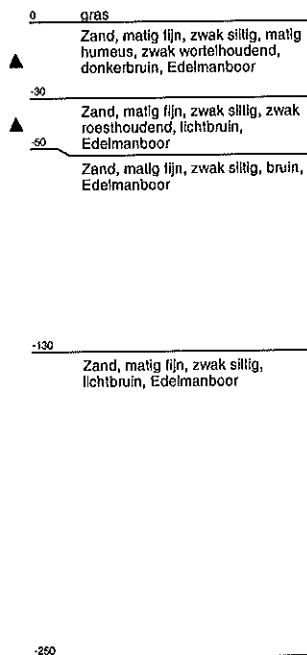 0 gras
Zand, matig fijn, zwak siltig, matig
humeus, zwak wortelhoudend,
donkerbruin, Edelmanboor
-30
Zand, matig fijn, zwak siltig, zwak
roesthoudend, lichtbruin,
Edelmanboor
-50
Zand, matig fijn, zwak siltig, bruin,
Edelmanboor
-130
Zand, matig fijn, zwak siltig,
lichtbruin, Edelmanboor
-250